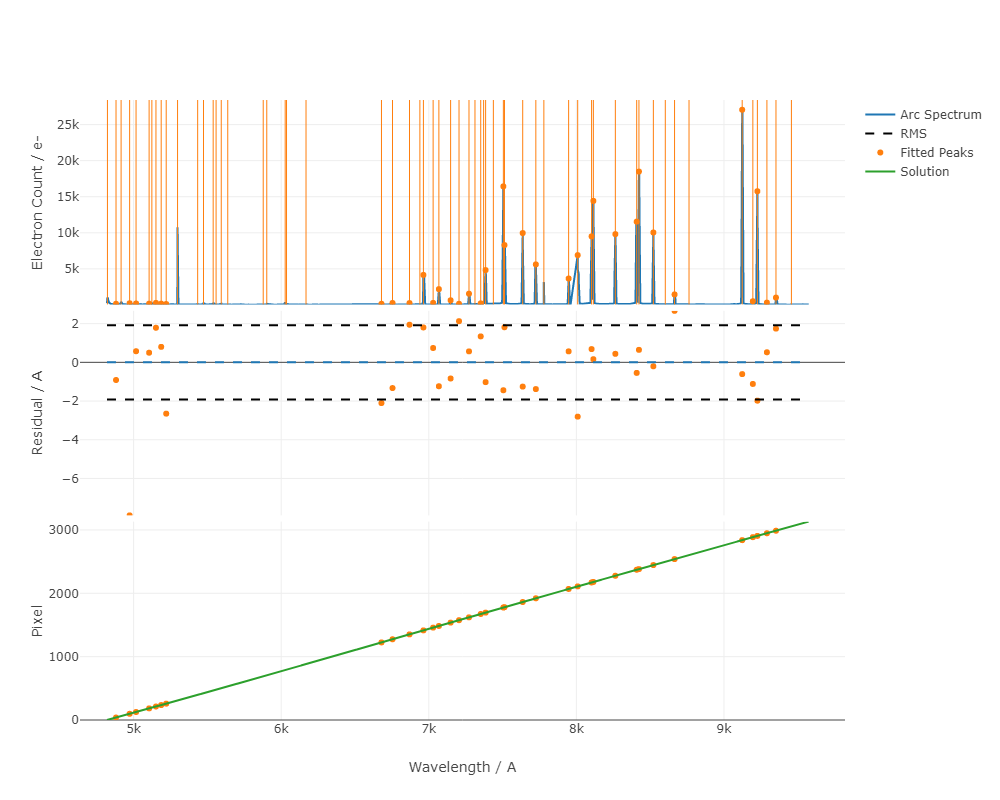 Electron Count / e-
25k
20k
15k
10k
5k
Arc Spectrum
RMS
Fitted Peaks
Solution
Residual / A
2
0
−2
−4
−6
Pixel
3000
2000
1000
0
5k 6k 7k 8k 9k
Wavelength / A